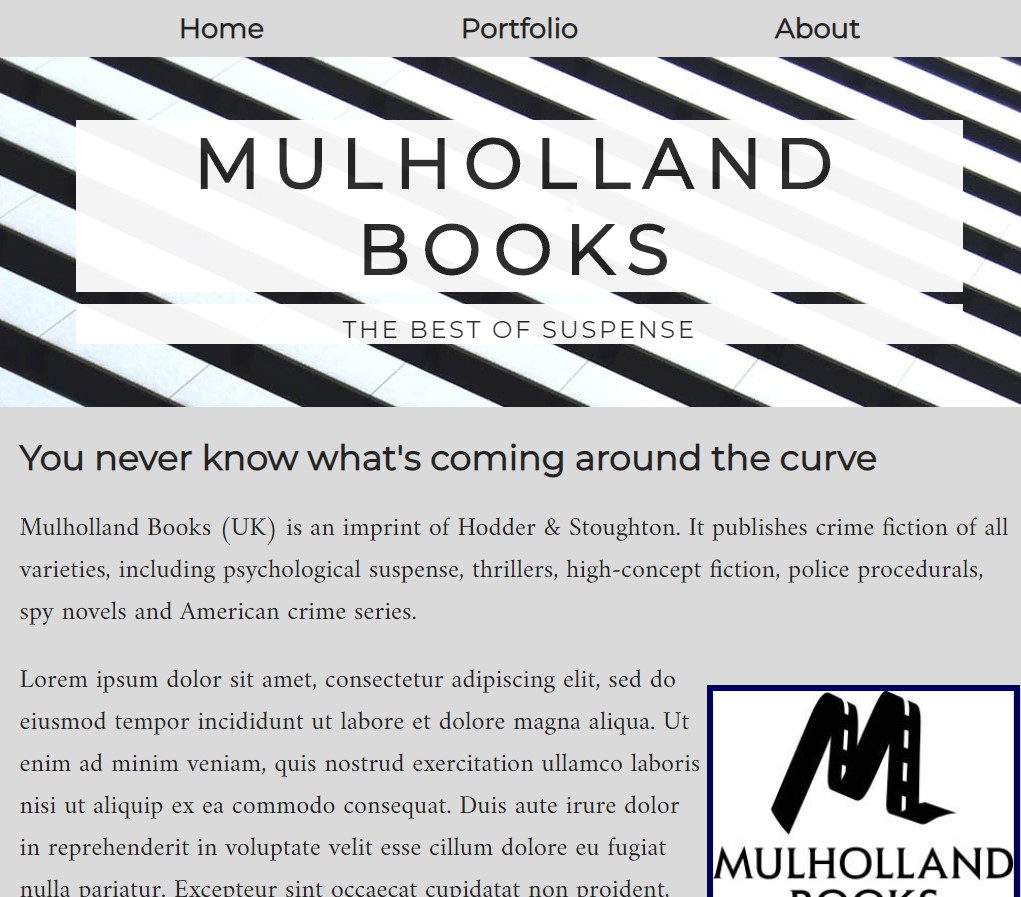 Home Portfolio About
MULHOLLAND
BOOKS
THE BEST OF SUSPENSE
You never know what's coming around the curve
Mulholland Books (UK) is an imprint of Hodder & Stoughton. It publishes crime fiction of all
varieties, including psychological suspense, thrillers, high-concept fiction, police procedurals,
spy novels and American crime series.
Lorem ipsum dolor sit amet, consectetur adipiscing elit, sed do
eiusmod tempor incididunt ut labore et dolore magna aliqua. Ut
enim ad minim veniam, quis nostrud exercitation ullamco laboris
nisi ut aliquip ex ea commodo consequat. Duis aute irure dolor
in reprehenderit in voluptate velit esse cillum dolore eu fugiat
nulla pariatur. Excepteur sint occaecat cupidatat non proident,
MULHOLLAND
BOOKS